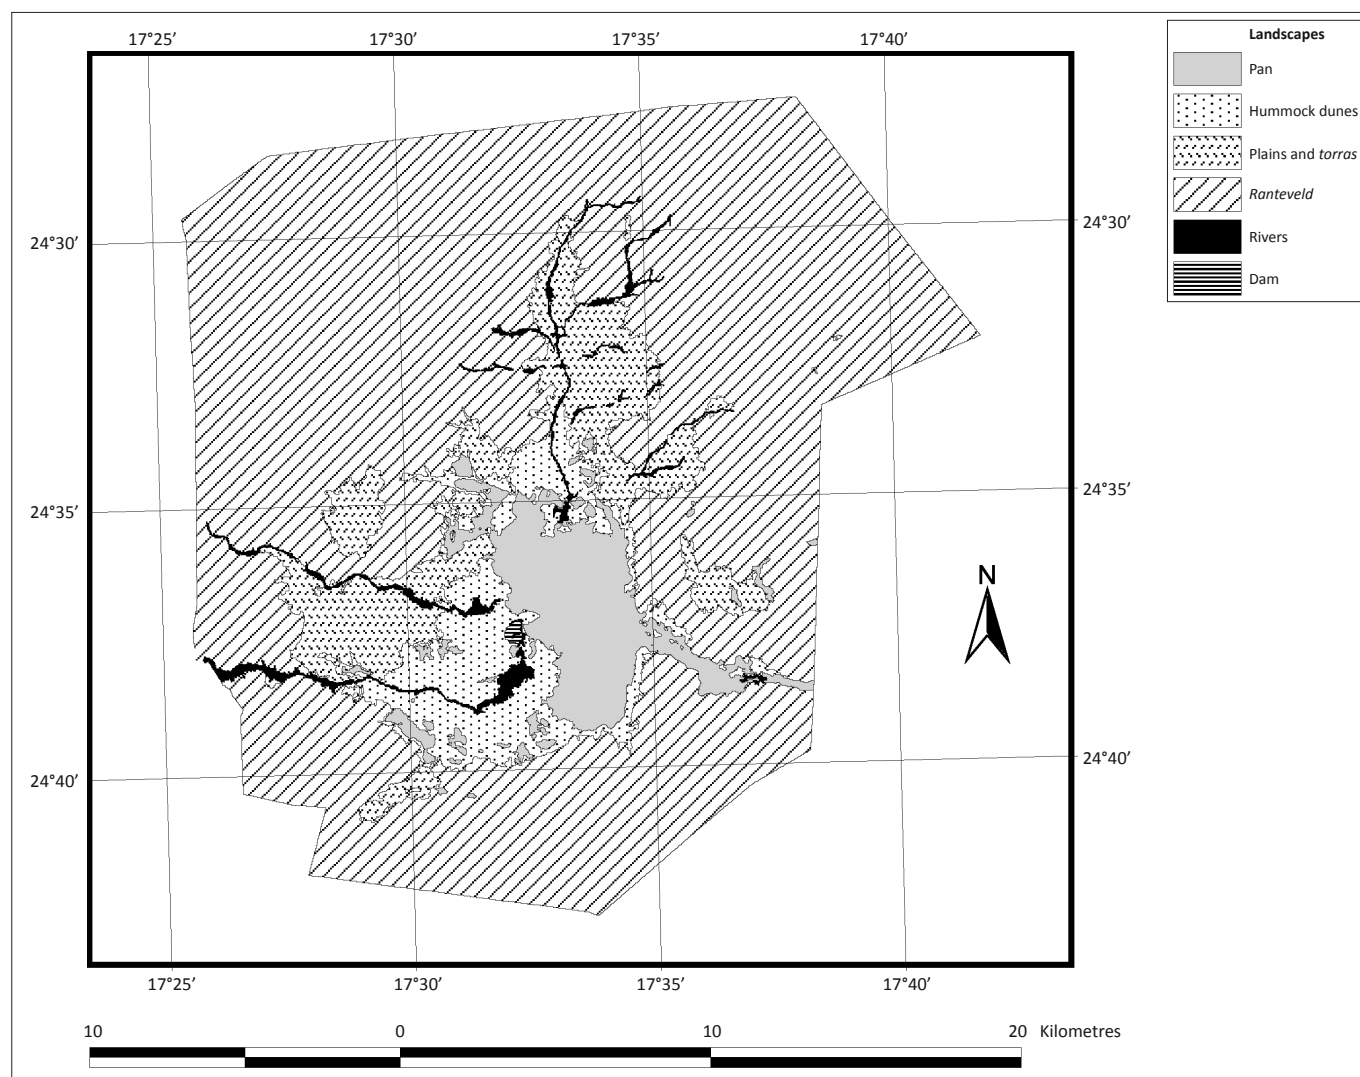 17°25′ 17°30′ 17°35′ 17°40′
Landscapes
Pan
Hummock dunes
Plains and torras
Ranteveld
Rivers
Dam
24°30′ 24°30′
24°35′ 24°35′
N
24°40′ 24°40′
17°25′ 17°30′ 17°35′ 17°40′
10 0 10 20 Kilometres